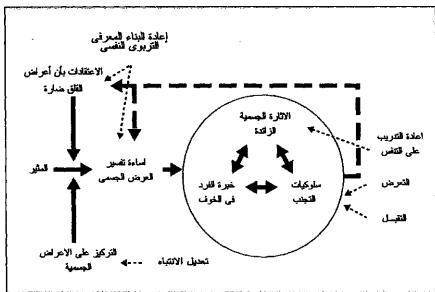 إعادة البناء المعرفى
التربوى النفسى
الاعتقادات بأن أعراض
القلق ضارة
الاثارة الجسمية
الزائدة
اعادة التدريب
على التنفس
المثير
اساءة تفسير
العرض الجسمى
خبرة الفرد
فى الخوف
سلوكيات
التجنب
التعرض
التقبل
التركيز على الاعراض
الجسمية
تعديل الانتباه